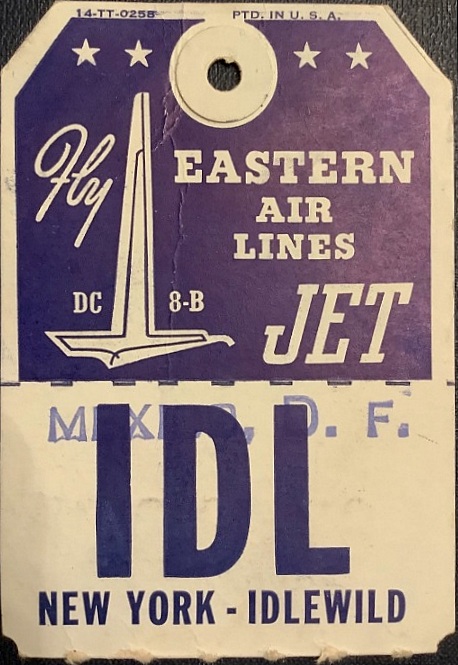 14-TT-0258 PTD. IN U. S. A.
Fly
EASTERN
AIR
LINES
DC 8-B
JET
MEXICO, D. F.
IDL
NEW YORK - IDLEWILD